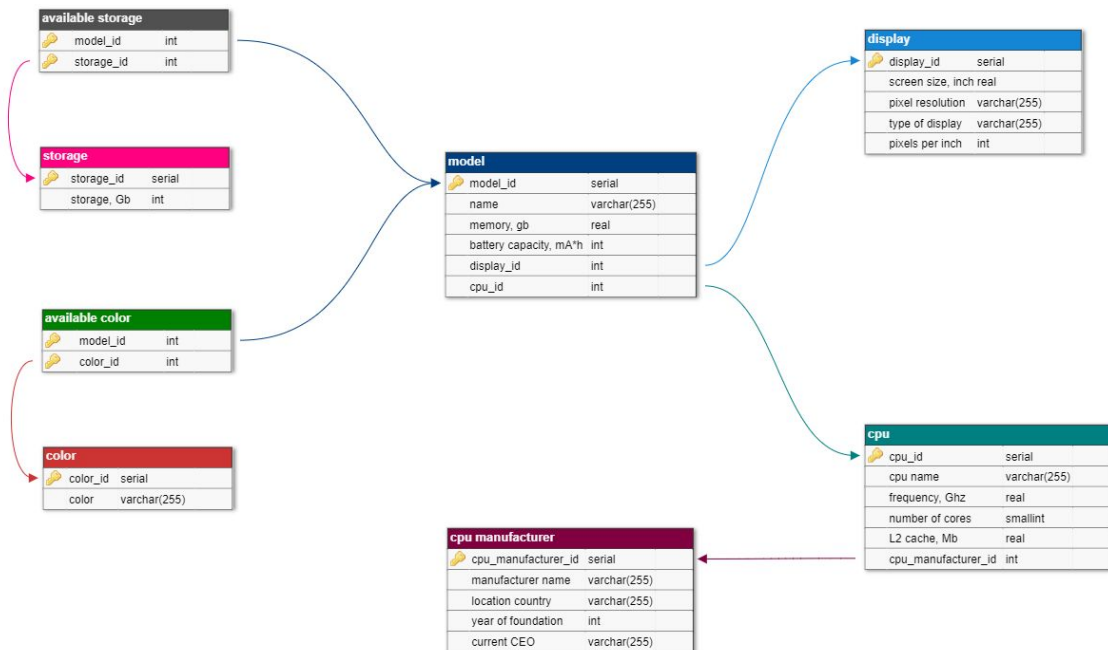 available storage
model_id int
storage_id int
storage
storage_id serial
storage, Gb int
available color
model_id int
color_id int
color
color_id serial
color varchar(255)
model
model_id serial
name varchar(255)
memory, gb real
battery capacity, mA*h int
display_id int
cpu_id int
cpu manufacturer
cpu_manufacturer_id serial
manufacturer name varchar(255)
location country varchar(255)
year of foundation int
current CEO varchar(255)
display
display_id serial
screen size, inch real
pixel resolution varchar(255)
type of display varchar(255)
pixels per inch int
cpu
cpu_id serial
cpu name varchar(255)
frequency, Ghz real
number of cores smallint
L2 cache, Mb real
cpu_manufacturer_id int